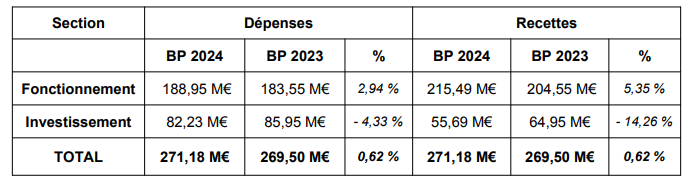 Section Dépenses Recettes
BP 2024 BP 2023 % BP 2024 BP 2023 %
Fonctionnement 188,95 M€ 183,55 M€ 2,94 % 215,49 M€ 204,55 M€ 5,35 %
Investissement 82,23 M€ 85,95 M€ - 4,33 % 55,69 M€ 64,95 M€ - 14,26 %
TOTAL 271,18 M€ 269,50 M€ 0,62 % 271,18 M€ 269,50 M€ 0,62 %